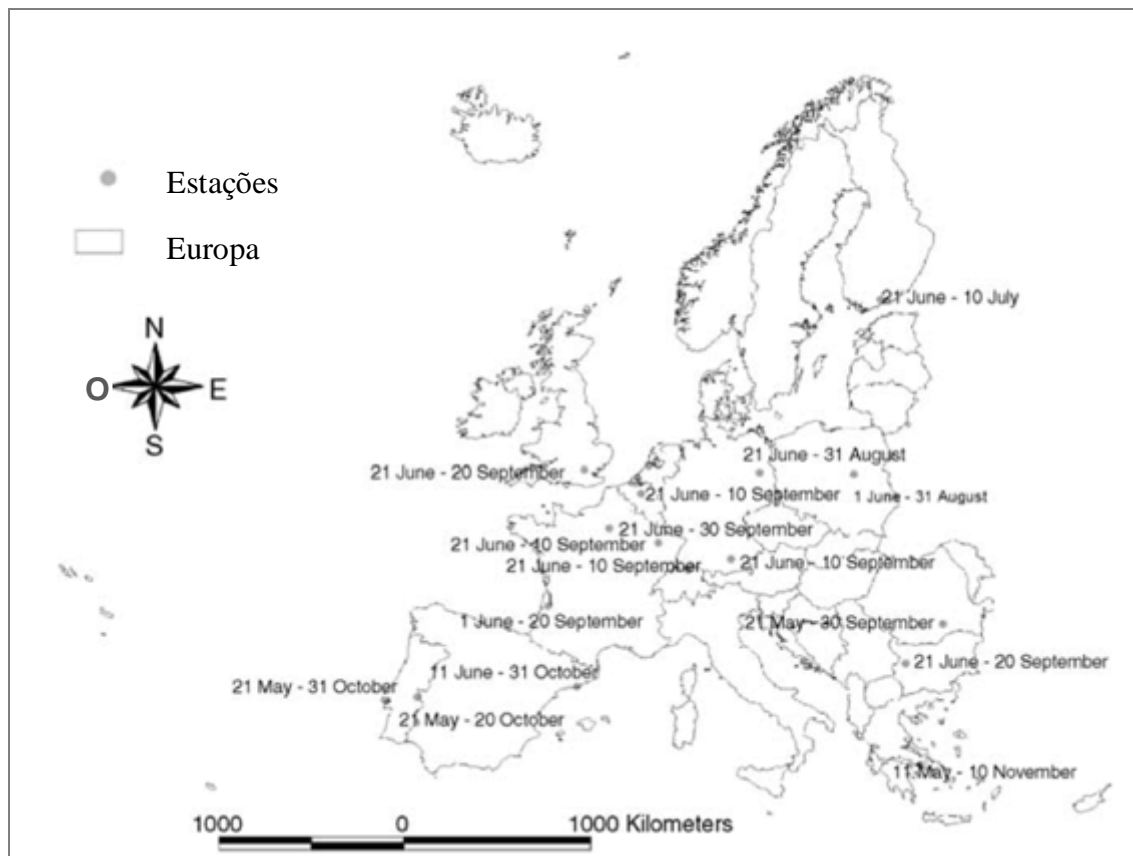 Estações
Europa
N
O
E
S
21 June - 10 July
21 June - 31 August
21 June - 20 September
21 June - 10 September
1 June - 31 August
21 June - 30 September
21 June - 10 September
21 June - 10 September
21 June - 10 September
1 June - 20 September
21 May - 30 September
21 June - 20 September
11 June - 31 October
21 May - 31 October
21 May - 20 October
11 May - 10 November
1000 0 1000 Kilometers